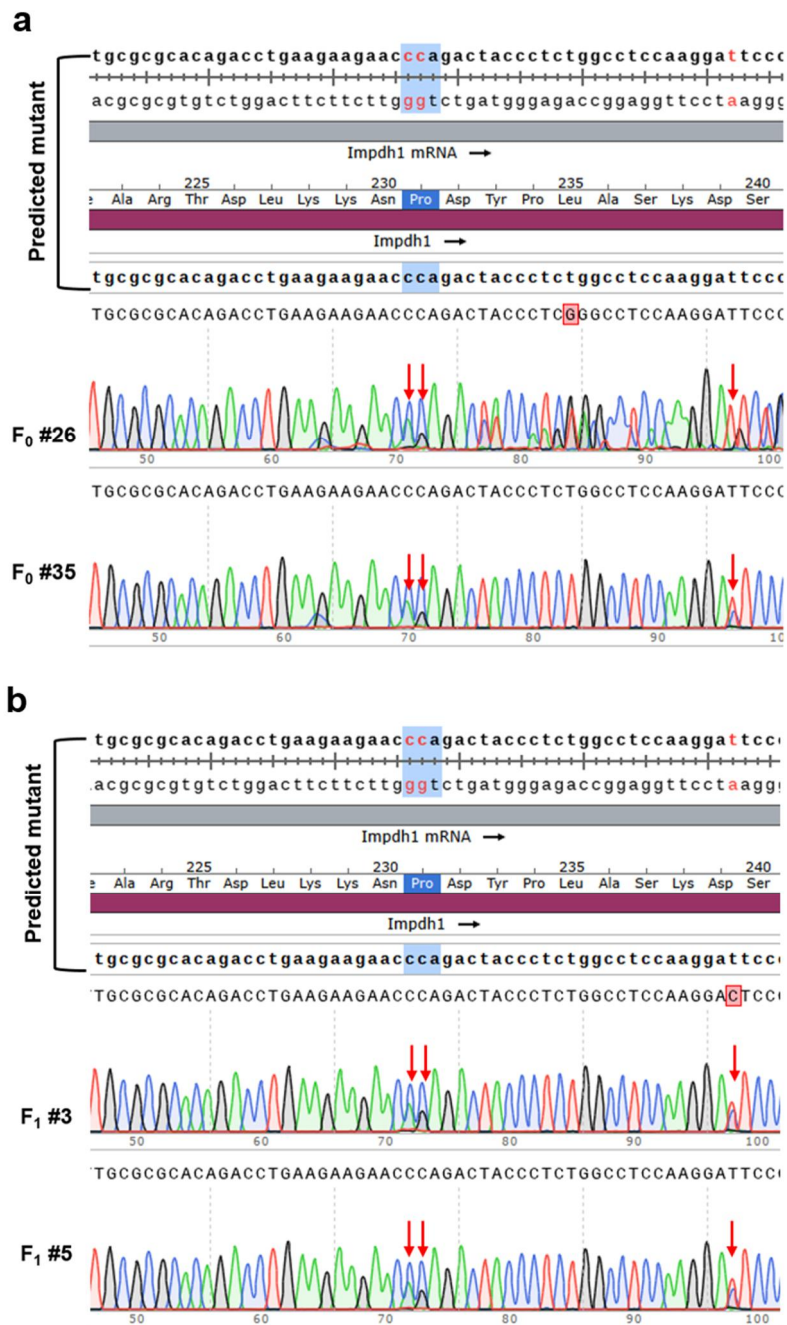 a
Predicted mutant
tgcgcgcacagacctgaagaagaacccagactaccctctggcctccaaggattccc
acgcgcgtgtctggacttcttcttgggtctgatgggagaccggaggttcctaaggg
Impdh1 mRNA →
225 230 235 240
Ala Arg Thr Asp Leu Lys Lys Asn Pro Asp Tyr Pro Leu Ala Ser Lys Asp Ser
Impdh1 →
tgcgcgcacagacctgaagaagaacccagactaccctctggcctccaaggattccc
TGCGCGCACAGACCTGAAGAAGAACCCAGACTACCCTCGGGCCTCCAAGGATTCCC
F0 #26
50 60 70 80 90 100
TGCGCGCACAGACCTGAAGAAGAACCCAGACTACCCTCTGGCCTCCAAGGATTCCC
F0 #35
50 60 70 80 90 10
b
Predicted mutant
tgcgcgcacagacctgaagaagaacccagactaccctctggcctccaaggattccc
acgcgcgtgtctggacttcttcttgggtctgatgggagaccggaggttcctaagg
Impdh1 mRNA →
225 230 235 240
Ala Arg Thr Asp Leu Lys Lys Asn Pro Asp Tyr Pro Leu Ala Ser Lys Asp Ser
Impdh1 →
tgcgcgcacagacctgaagaagaacccagactaccctctggcctccaaggattccc
TGCGCGCACAGACCTGAAGAAGAACCCAGACTACCCTCTGGCCTCCAAGGACTCC
F1 #3
50 60 70 80 90 100
TGCGCGCACAGACCTGAAGAAGAACCCAGACTACCCTCTGGCCTCCAAGGATTCC
F1 #5
50 60 70 80 90 100